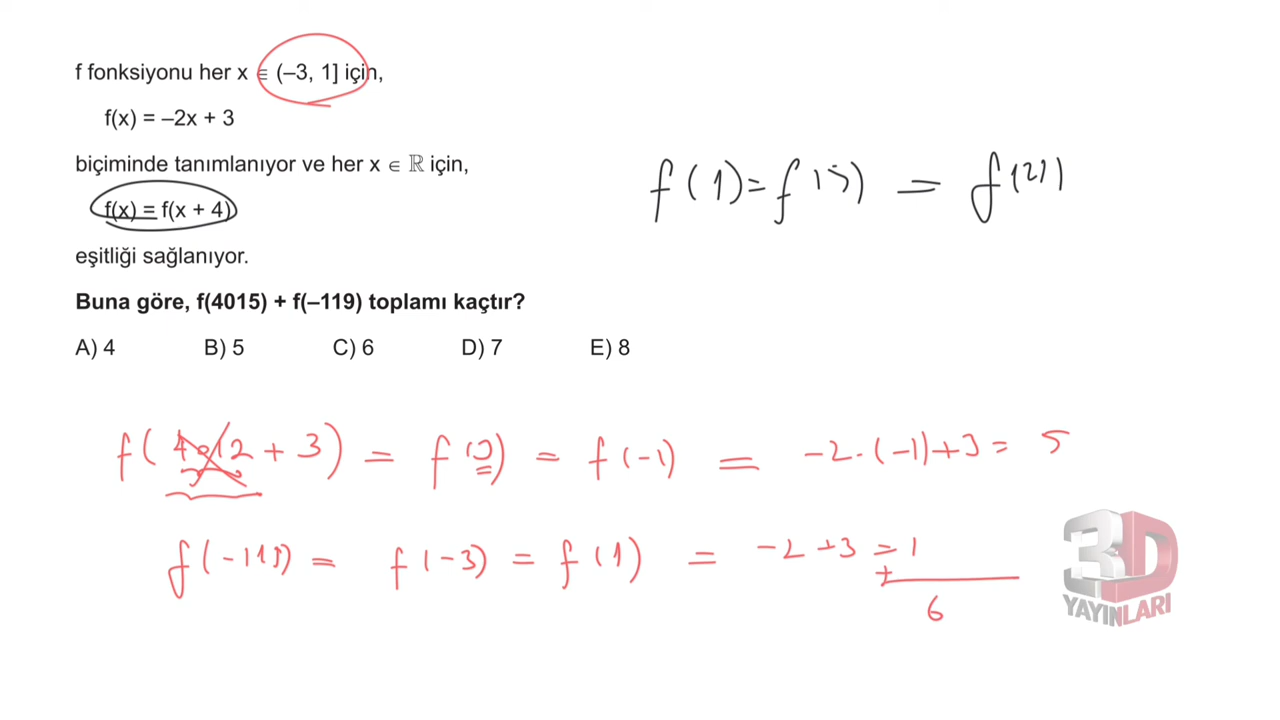 f fonksiyonu her x ∈ (–3, 1] için,
f(x) = –2x + 3
biçiminde tanımlanıyor ve her x ∈ ℝ için,
f(x) = f(x + 4)
eşitliği sağlanıyor.
f(1) = f(5) = f(21)
Buna göre, f(4015) + f(–119) toplamı kaçtır?
A) 4 B) 5 C) 6 D) 7 E) 8
f(4012 + 3) = f(3) = f(-1) = -2·(-1)+3 = 5
f(-119) = f(-3) = f(1) = -2+3 = 1
+
6
3D
YAYINLARI